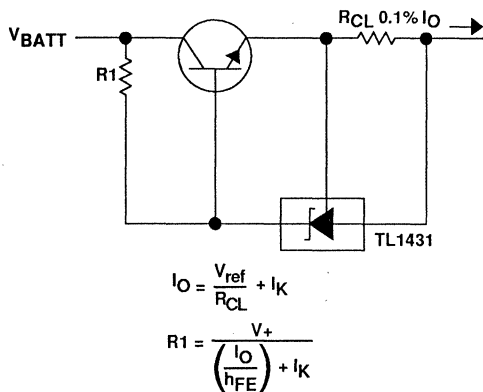 RCL 0.1% IO
VBATT
R1
TL1431
IO = Vref / RCL + IK
R1 = V+ / (IO / hFE) + IK